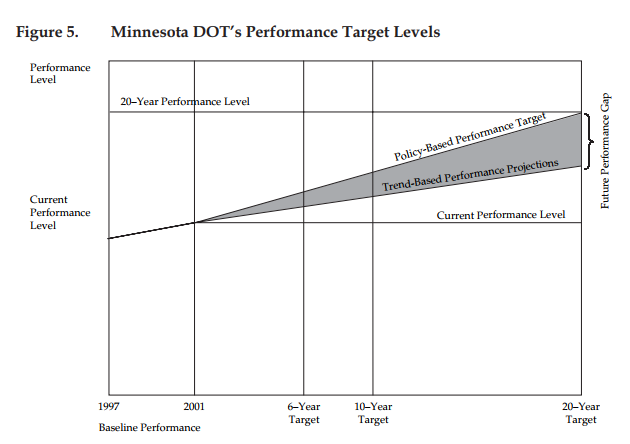 Figure 5. Minnesota DOT’s Performance Target Levels
Performance
Level
20–Year Performance Level
Policy-Based Performance Target
Trend-Based Performance Projections
Future Performance Gap
Current
Performance
Level
Current Performance Level
1997
2001
6–Year
Target
10–Year
Target
20–Year
Target
Baseline Performance